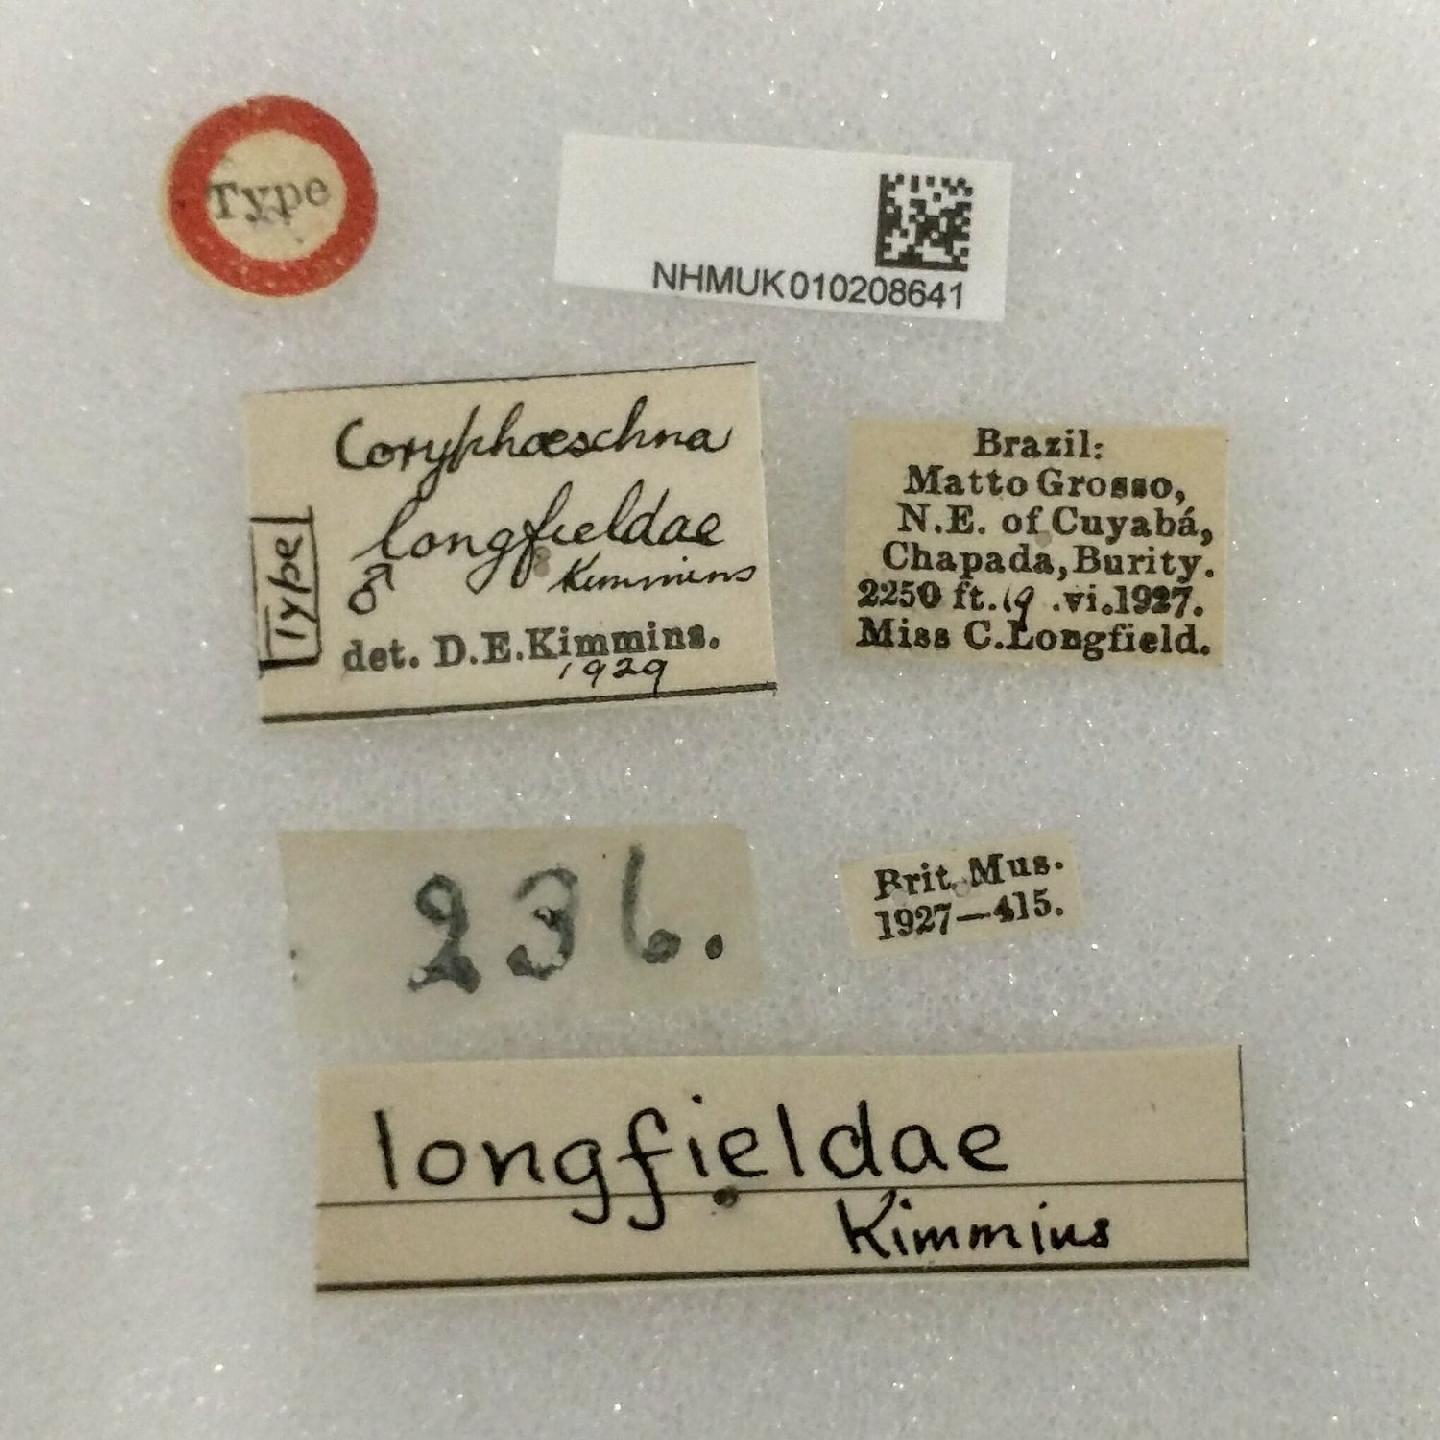 Type
NHMUK010208641
Coryphaeschna
longfieldae
Kimmins
♂
Type
det. D.E.Kimmins.
1929
Brazil:
Matto Grosso,
N.E. of Cuyabá,
Chapada, Burity.
2250 ft. 19 .vi.1927.
Miss C.Longfield.
236.
Brit. Mus.
1927—415.
longfieldae
Kimmins